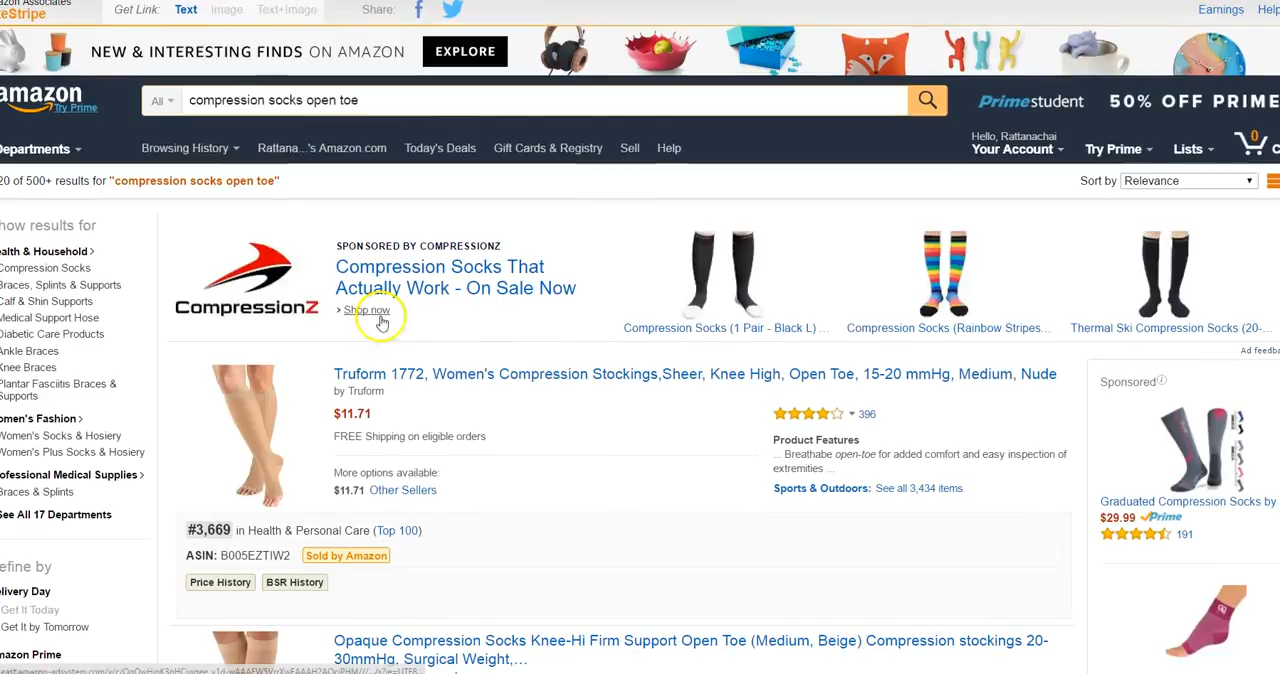 azon Associates
teStripe
Get Link:
Text
Image
Text+Image
Share:
Earnings
Help
NEW & INTERESTING FINDS ON AMAZON
EXPLORE
amazon
Try Prime
All
compression socks open toe
Primestudent
50% OFF PRIME
Departments
Browsing History
Rattana...'s Amazon.com
Today's Deals
Gift Cards & Registry
Sell
Help
Hello, Rattanachai
Your Account
Try Prime
Lists
0
C
20 of 500+ results for "compression socks open toe"
Sort by
Relevance
how results for
ealth & Household
Compression Socks
Braces, Splints & Supports
Calf & Shin Supports
Medical Support Hose
Diabetic Care Products
Ankle Braces
Knee Braces
Plantar Fasciitis Braces &
Supports
omen's Fashion
Women's Socks & Hosiery
Women's Plus Socks & Hosiery
rofessional Medical Supplies
Braces & Splints
See All 17 Departments
efine by
elivery Day
Get It Today
Get It by Tomorrow
mazon Prime
CompressionZ
SPONSORED BY COMPRESSIONZ
Compression Socks That
Actually Work - On Sale Now
› Shop now
Compression Socks (1 Pair - Black L) ...
Compression Socks (Rainbow Stripes...
Thermal Ski Compression Socks (20-...
Ad feedba
Truform 1772, Women's Compression Stockings,Sheer, Knee High, Open Toe, 15-20 mmHg, Medium, Nude
by Truform
$11.71
FREE Shipping on eligible orders
More options available:
$11.71 Other Sellers
396
Product Features
... Breathabe open-toe for added comfort and easy inspection of
extremities ...
Sports & Outdoors: See all 3,434 items
#3,669 in Health & Personal Care (Top 100)
ASIN: B005EZTIW2
Sold by Amazon
Price History
BSR History
Opaque Compression Socks Knee-Hi Firm Support Open Toe (Medium, Beige) Compression stockings 20-
30mmHg. Surgical Weight,…
Sponsored
Graduated Compression Socks by
$29.99 Prime
191